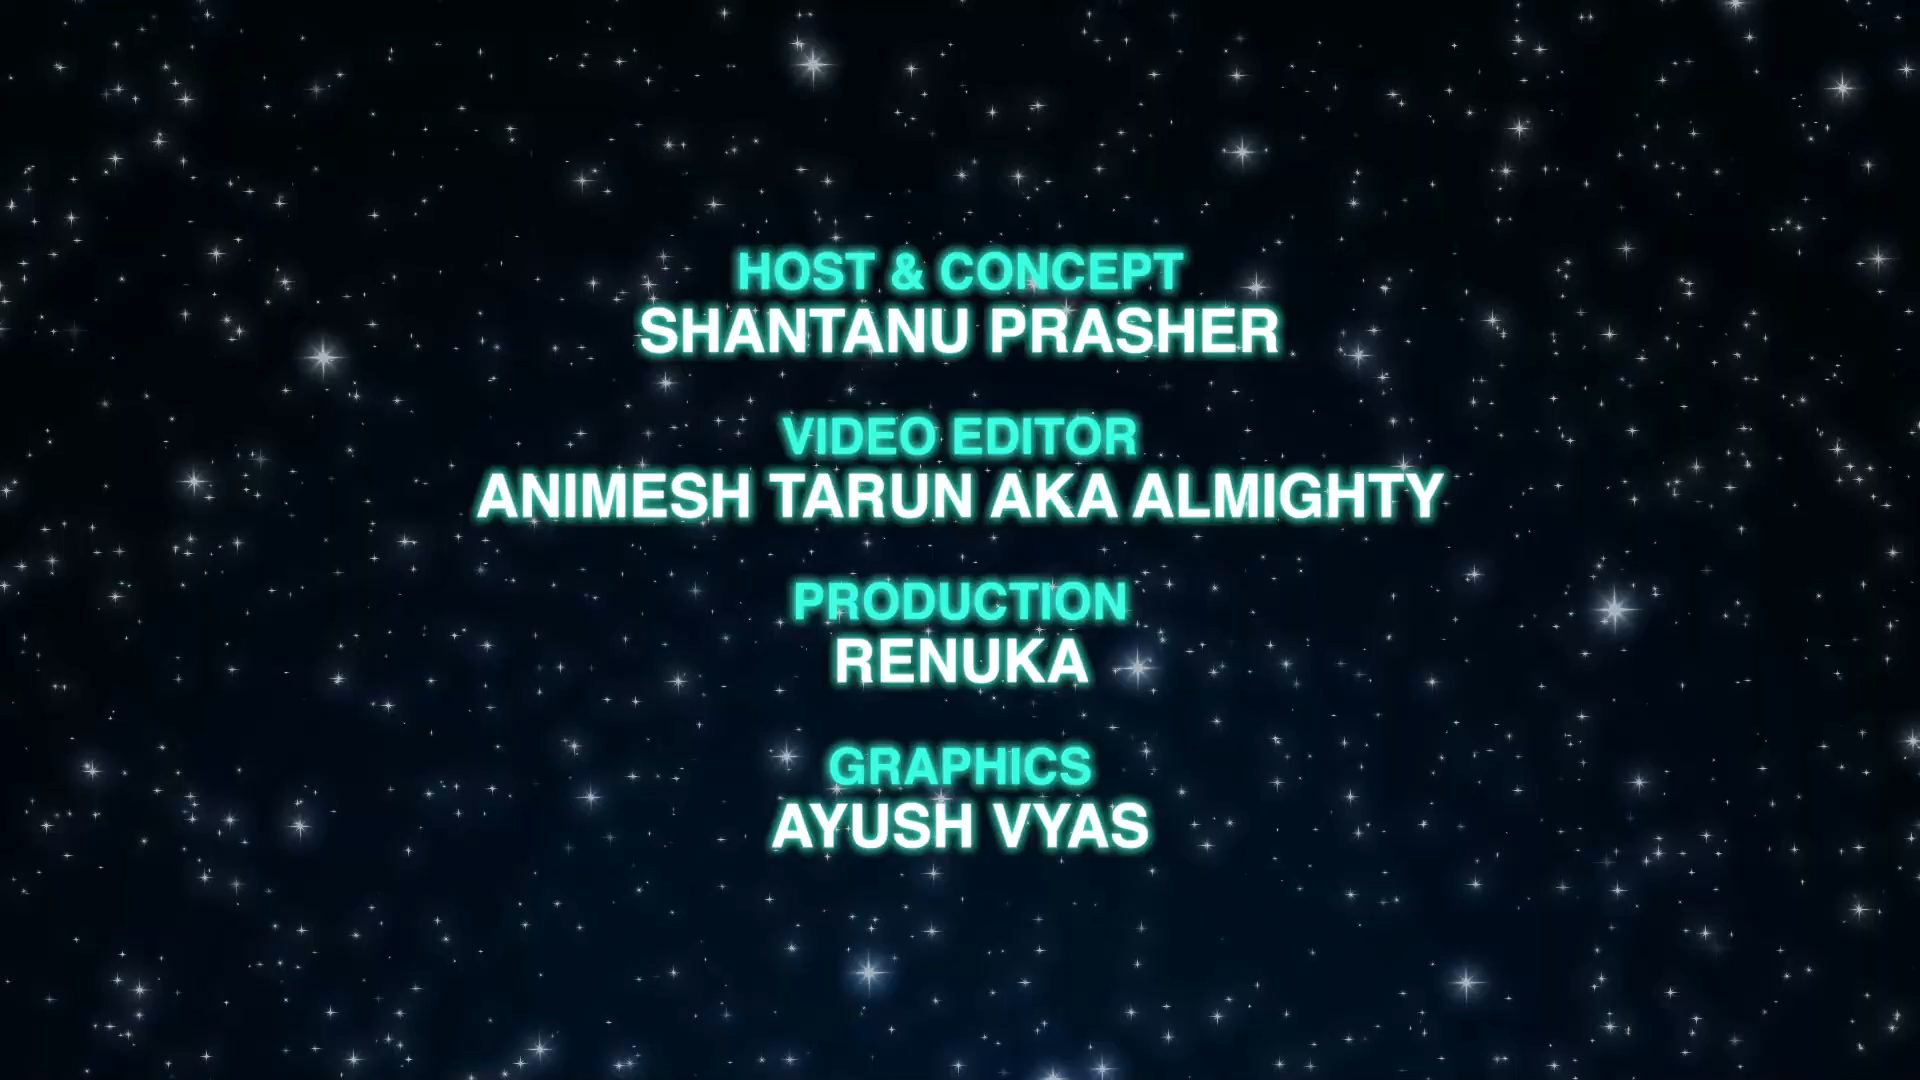 HOST & CONCEPT
SHANTANU PRASHER
VIDEO EDITOR
ANIMESH TARUN AKA ALMIGHTY
PRODUCTION
RENUKA
GRAPHICS
AYUSH VYAS